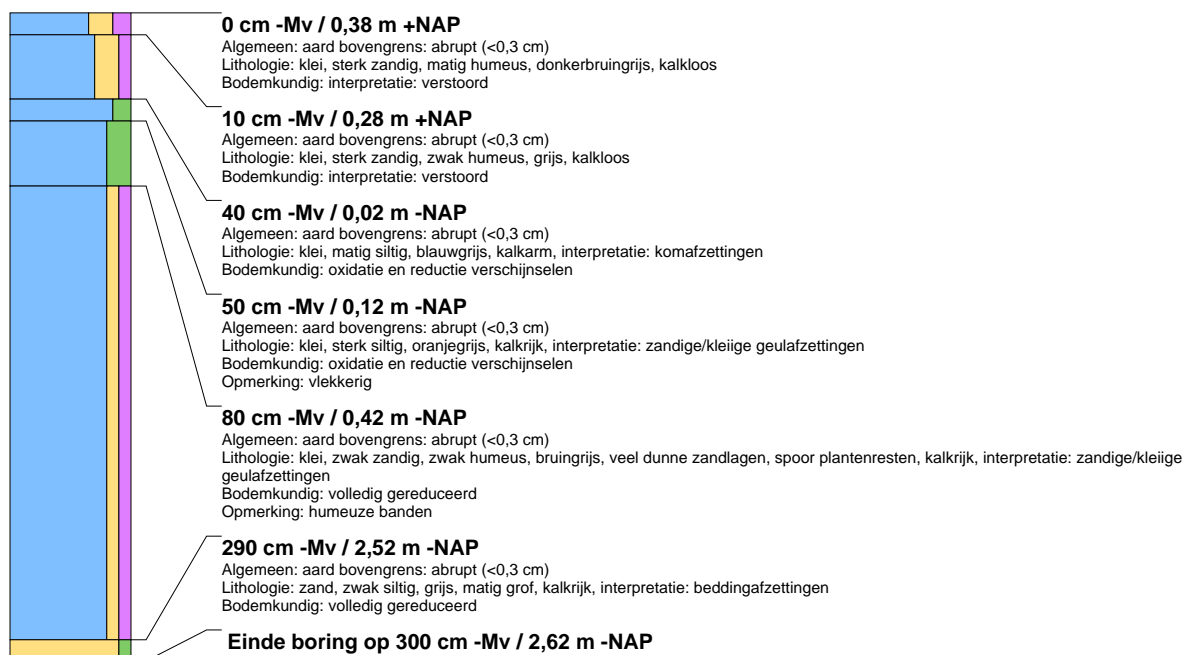 0 cm -Mv / 0,38 m +NAP
Algemeen: aard bovengrens: abrupt (<0,3 cm)
Lithologie: klei, sterk zandig, matig humeus, donkerbruingrijs, kalkloos
Bodemkundig: interpretatie: verstoord
10 cm -Mv / 0,28 m +NAP
Algemeen: aard bovengrens: abrupt (<0,3 cm)
Lithologie: klei, sterk zandig, zwak humeus, grijs, kalkloos
Bodemkundig: interpretatie: verstoord
40 cm -Mv / 0,02 m -NAP
Algemeen: aard bovengrens: abrupt (<0,3 cm)
Lithologie: klei, matig siltig, blauwgrijs, kalkarm, interpretatie: komafzettingen
Bodemkundig: oxidatie en reductie verschijnselen
50 cm -Mv / 0,12 m -NAP
Algemeen: aard bovengrens: abrupt (<0,3 cm)
Lithologie: klei, sterk siltig, oranjegrijs, kalkrijk, interpretatie: zandige/kleiige geulafzettingen
Bodemkundig: oxidatie en reductie verschijnselen
Opmerking: vlekkerig
80 cm -Mv / 0,42 m -NAP
Algemeen: aard bovengrens: abrupt (<0,3 cm)
Lithologie: klei, zwak zandig, zwak humeus, bruingrijs, veel dunne zandlagen, spoor plantenresten, kalkrijk, interpretatie: zandige/kleiige
geulafzettingen
Bodemkundig: volledig gereduceerd
Opmerking: humeuze banden
290 cm -Mv / 2,52 m -NAP
Algemeen: aard bovengrens: abrupt (<0,3 cm)
Lithologie: zand, zwak siltig, grijs, matig grof, kalkrijk, interpretatie: beddingafzettingen
Bodemkundig: volledig gereduceerd
Einde boring op 300 cm -Mv / 2,62 m -NAP